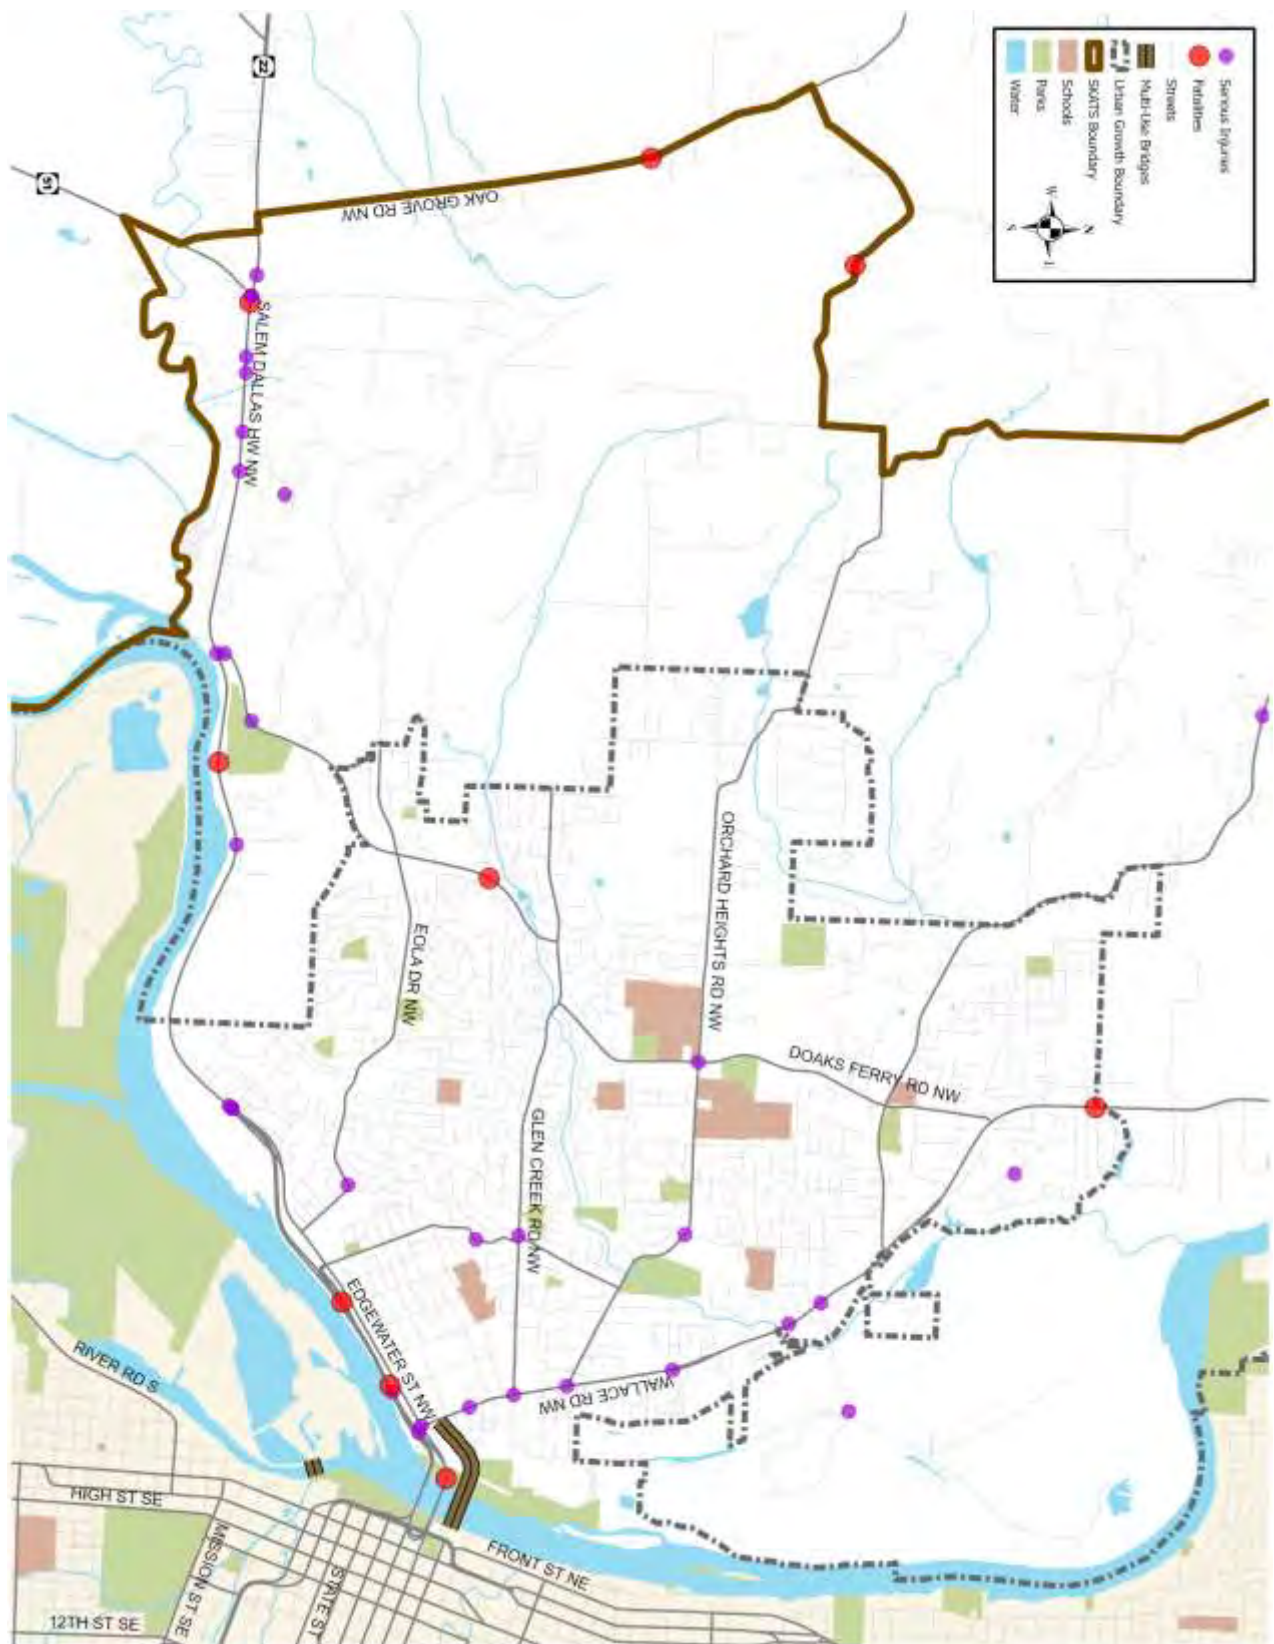 Serious Injuries
Fatalities
Streets
Multi-Use Bridges
Urban Growth Boundary
SKATS Boundary
Schools
Parks
Water
N
W
E
S
22
51
OAK GROVE RD NW
SALEM DALLAS HW NW
ORCHARD HEIGHTS RD NW
EOLA DR NW
DOAKS FERRY RD NW
GLEN CREEK RD NW
EDGEWATER ST NW
WALLACE RD NW
RIVER RD S
HIGH ST SE
MISSION ST SE
STATE ST
FRONT ST NE
12TH ST SE